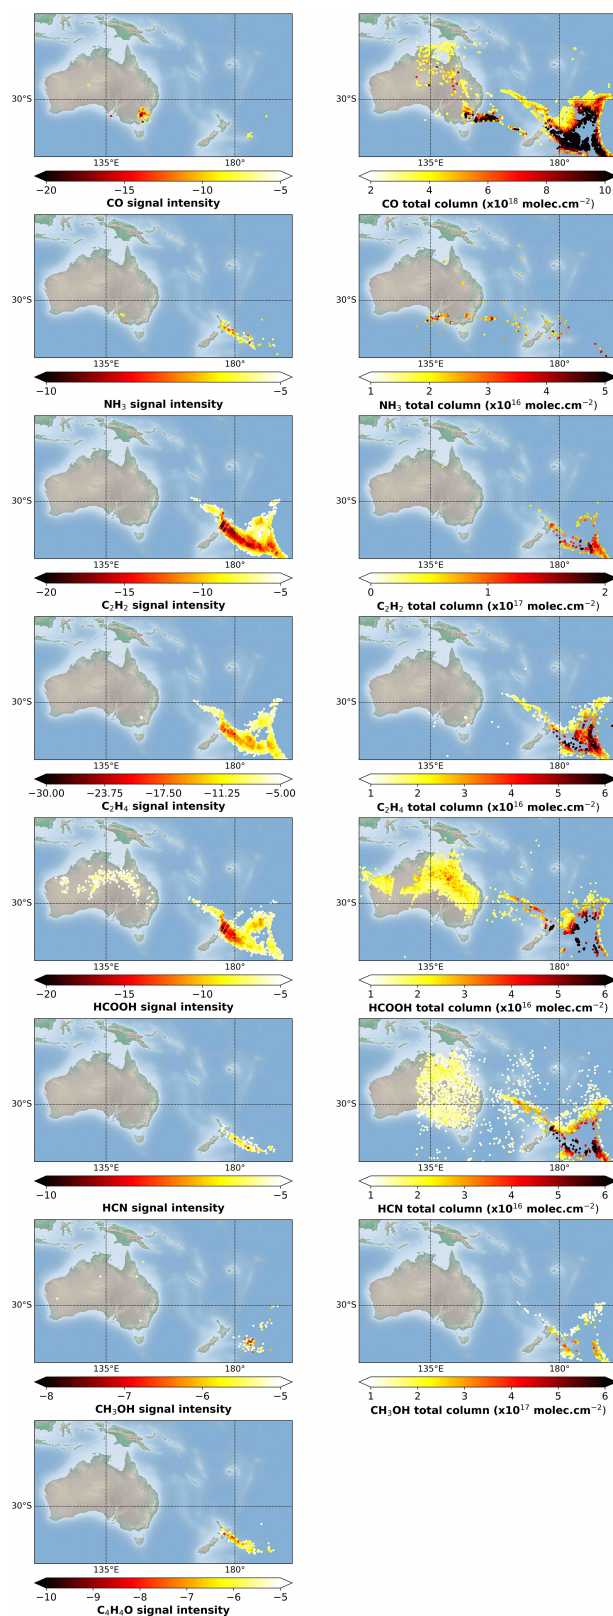 30°S
135°E 180°
−20 −15 −10 −5
CO signal intensity
135°E 180°
2 4 6 8 10
CO total column (x10¹⁸ molec.cm⁻²)
30°S
135°E 180°
−10 −5
NH₃ signal intensity
135°E 180°
1 2 3 4 5
NH₃ total column (x10¹⁶ molec.cm⁻²)
30°S
135°E 180°
−20 −15 −10 −5
C₂H₂ signal intensity
135°E 180°
0 1 2
C₂H₂ total column (x10¹⁷ molec.cm⁻²)
30°S
135°E 180°
−30.00 −23.75 −17.50 −11.25 −5.00
C₂H₄ signal intensity
135°E 180°
1 2 3 4 5 6
C₂H₄ total column (x10¹⁶ molec.cm⁻²)
30°S
135°E 180°
−20 −15 −10 −5
HCOOH signal intensity
135°E 180°
1 2 3 4 5 6
HCOOH total column (x10¹⁶ molec.cm⁻²)
30°S
135°E 180°
−10 −5
HCN signal intensity
135°E 180°
1 2 3 4 5 6
HCN total column (x10¹⁶ molec.cm⁻²)
30°S
135°E 180°
−8 −7 −6 −5
CH₃OH signal intensity
135°E 180°
1 2 3 4 5 6
CH₃OH total column (x10¹⁷ molec.cm⁻²)
30°S
135°E 180°
−10 −9 −8 −7 −6 −5
C₄H₄O signal intensity